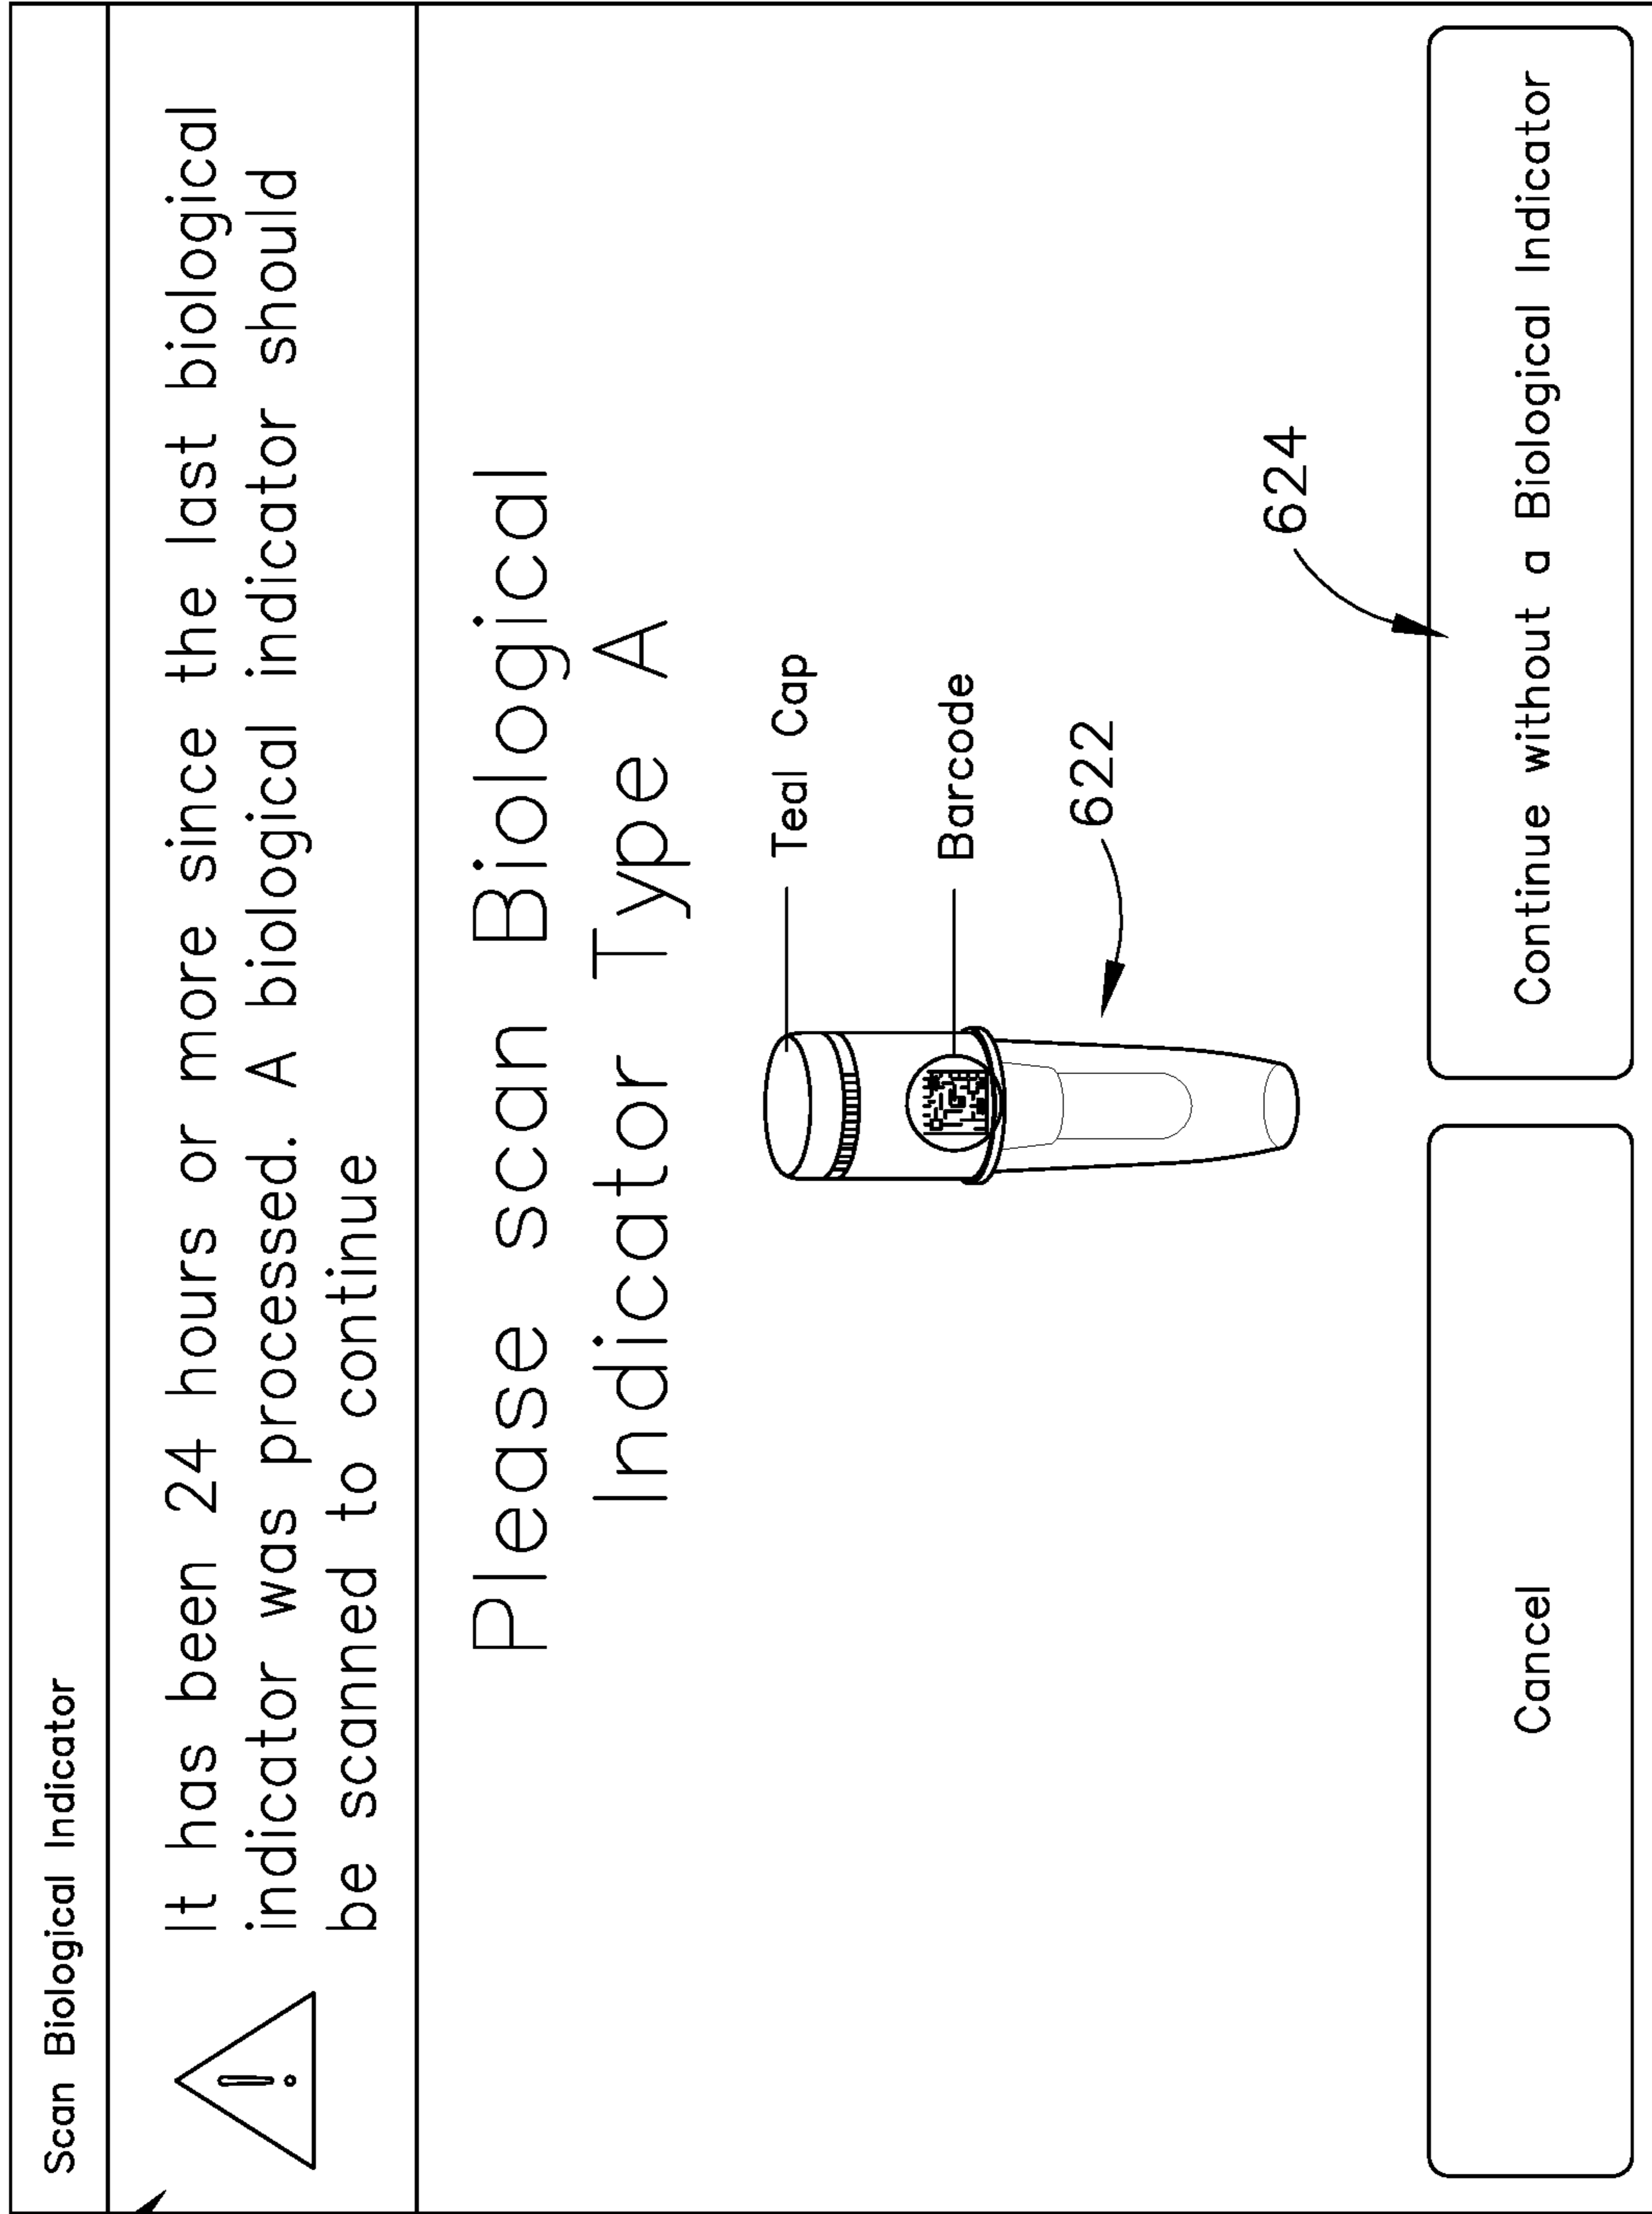 Scan Biological Indicator
It has been 24 hours or more since the last biological
indicator was processed. A biological indicator should
be scanned to continue
Please scan Biological
Indicator Type A
Teal Cap
Barcode
622
624
Cancel
Continue without a Biological Indicator